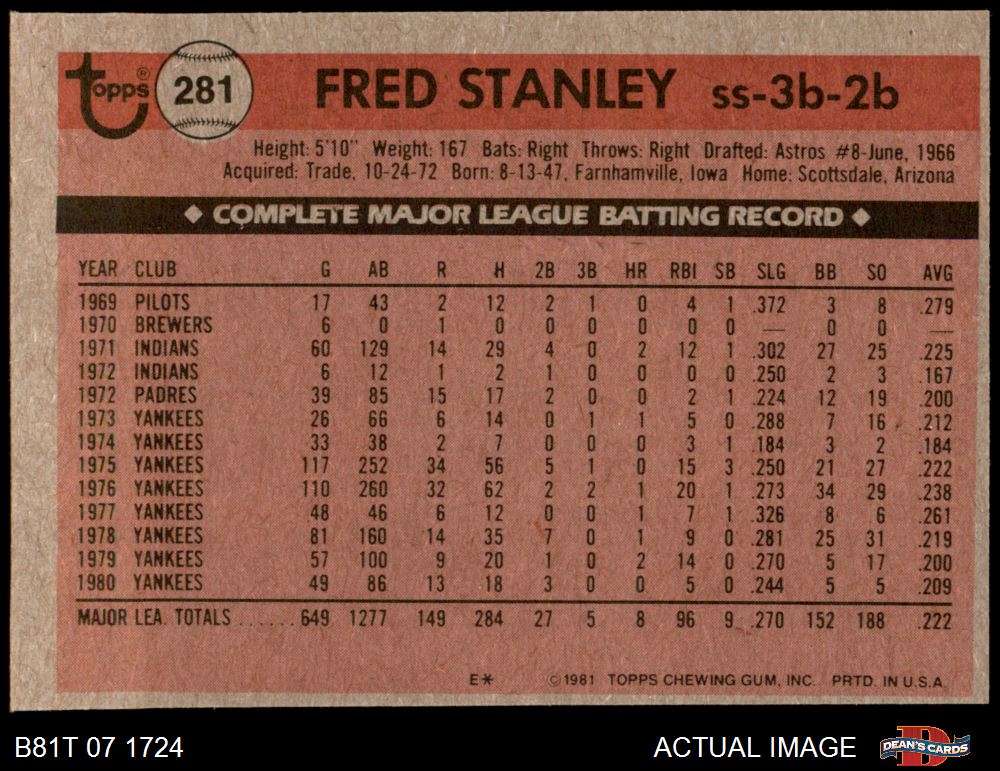 topps® 281 FRED STANLEY ss-3b-2b
Height: 5'10" Weight: 167 Bats: Right Throws: Right Drafted: Astros #8-June, 1966
Acquired: Trade, 10-24-72 Born: 8-13-47, Farnhamville, Iowa Home: Scottsdale, Arizona
◆ COMPLETE MAJOR LEAGUE BATTING RECORD ◆
YEAR CLUB G AB R H 2B 3B HR RBI SB SLG BB SO AVG
1969 PILOTS 17 43 2 12 2 1 0 4 1 .372 3 8 .279
1970 BREWERS 6 0 1 0 0 0 0 0 0 — 0 0 —
1971 INDIANS 60 129 14 29 4 0 2 12 1 .302 27 25 .225
1972 INDIANS 6 12 1 2 1 0 0 0 0 .250 2 3 .167
1972 PADRES 39 85 15 17 2 0 0 2 1 .224 12 19 .200
1973 YANKEES 26 66 6 14 0 1 1 5 0 .288 7 16 .212
1974 YANKEES 33 38 2 7 0 0 0 3 1 .184 3 2 .184
1975 YANKEES 117 252 34 56 5 1 0 15 3 .250 21 27 .222
1976 YANKEES 110 260 32 62 2 2 1 20 1 .273 34 29 .238
1977 YANKEES 48 46 6 12 0 0 1 7 1 .326 8 6 .261
1978 YANKEES 81 160 14 35 7 0 1 9 0 .281 25 31 .219
1979 YANKEES 57 100 9 20 1 0 2 14 0 .270 5 17 .200
1980 YANKEES 49 86 13 18 3 0 0 5 0 .244 5 5 .209
MAJOR LEA. TOTALS ...... 649 1277 149 284 27 5 8 96 9 .270 152 188 .222
E* © 1981 TOPPS CHEWING GUM, INC. PRTD. IN U.S.A.
B81T 07 1724 ACTUAL IMAGE DEAN'S CARDS